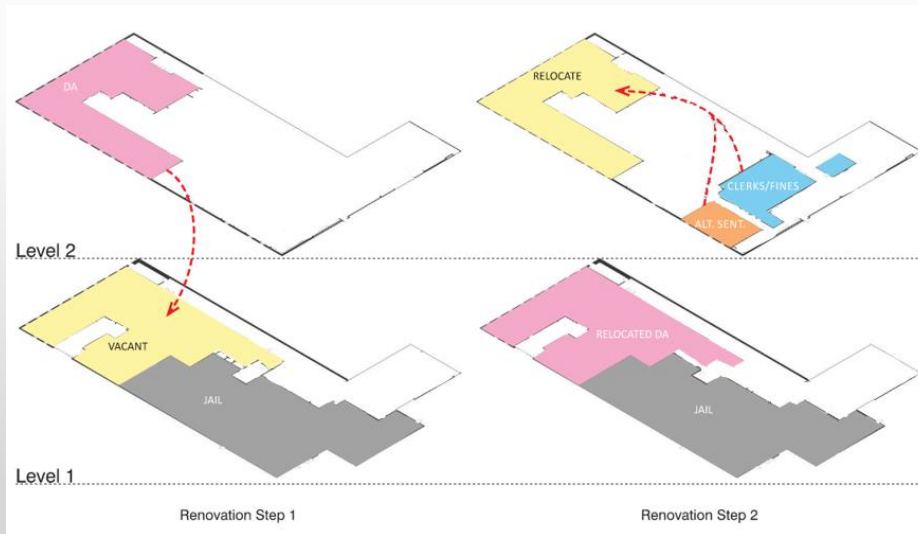 DA
Level 2
VACANT
JAIL
Level 1
Renovation Step 1
RELOCATE
CLERKS/FINES
ALT. SENT.
RELOCATED DA
JAIL
Renovation Step 2